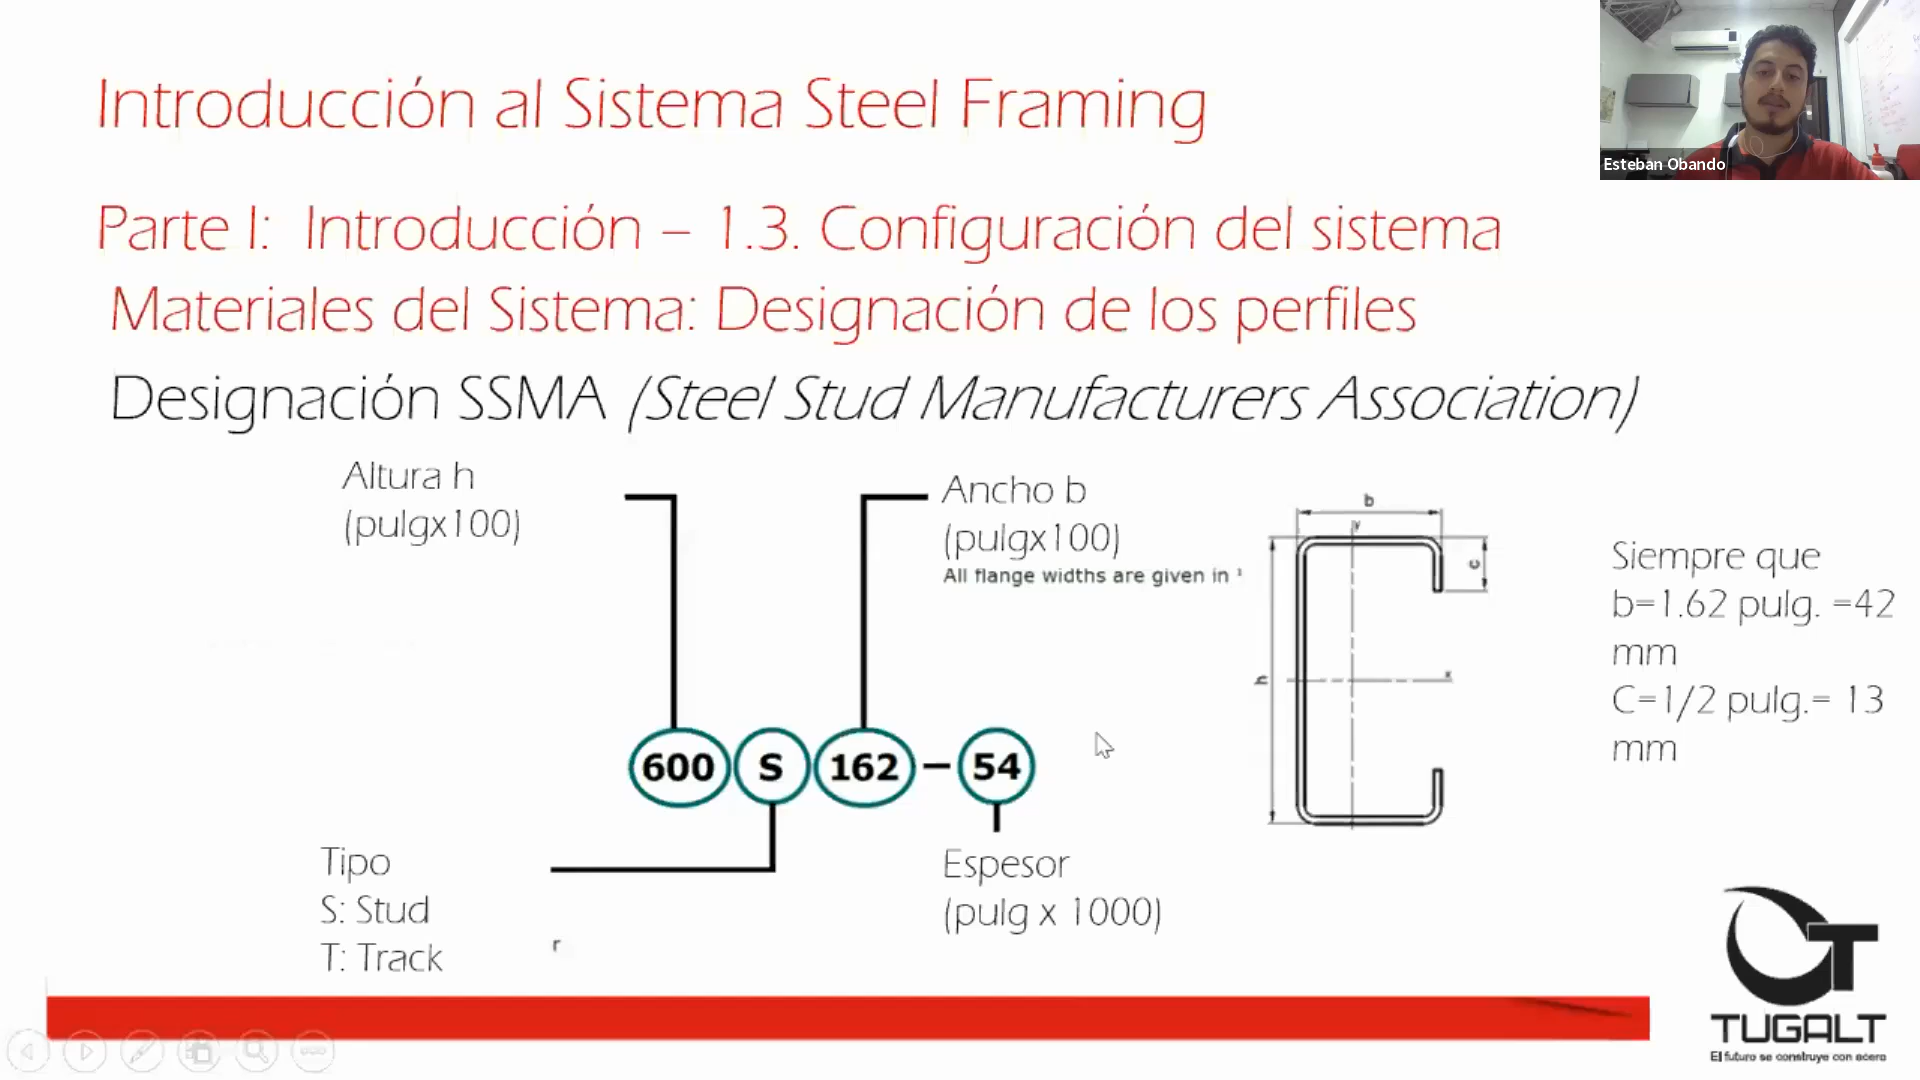 Introducción al Sistema Steel Framing
Esteban Obando
Parte I: Introducción – 1.3. Configuración del sistema
Materiales del Sistema: Designación de los perfiles
Designación SSMA (Steel Stud Manufacturers Association)
Altura h
(pulgx100)
Ancho b
(pulgx100)
All flange widths are given in
b
y
c
h
x
Siempre que
b=1.62 pulg. =42
mm
C=1/2 pulg.= 13
mm
600 S 162 – 54
Tipo
S: Stud
T: Track
Espesor
(pulg x 1000)
r
TUGALT
El futuro se construye con acero